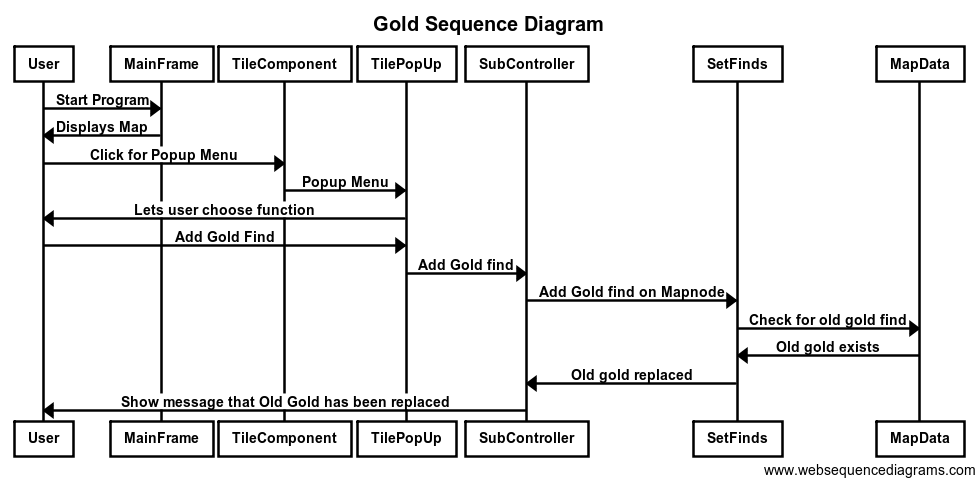 Gold Sequence Diagram
User
MainFrame
TileComponent
TilePopUp
SubController
SetFinds
MapData
Start Program
Displays Map
Click for Popup Menu
Popup Menu
Lets user choose function
Add Gold Find
Add Gold find
Add Gold find on Mapnode
Check for old gold find
Old gold exists
Old gold replaced
Show message that Old Gold has been replaced
User
MainFrame
TileComponent
TilePopUp
SubController
SetFinds
MapData
www.websequencediagrams.com